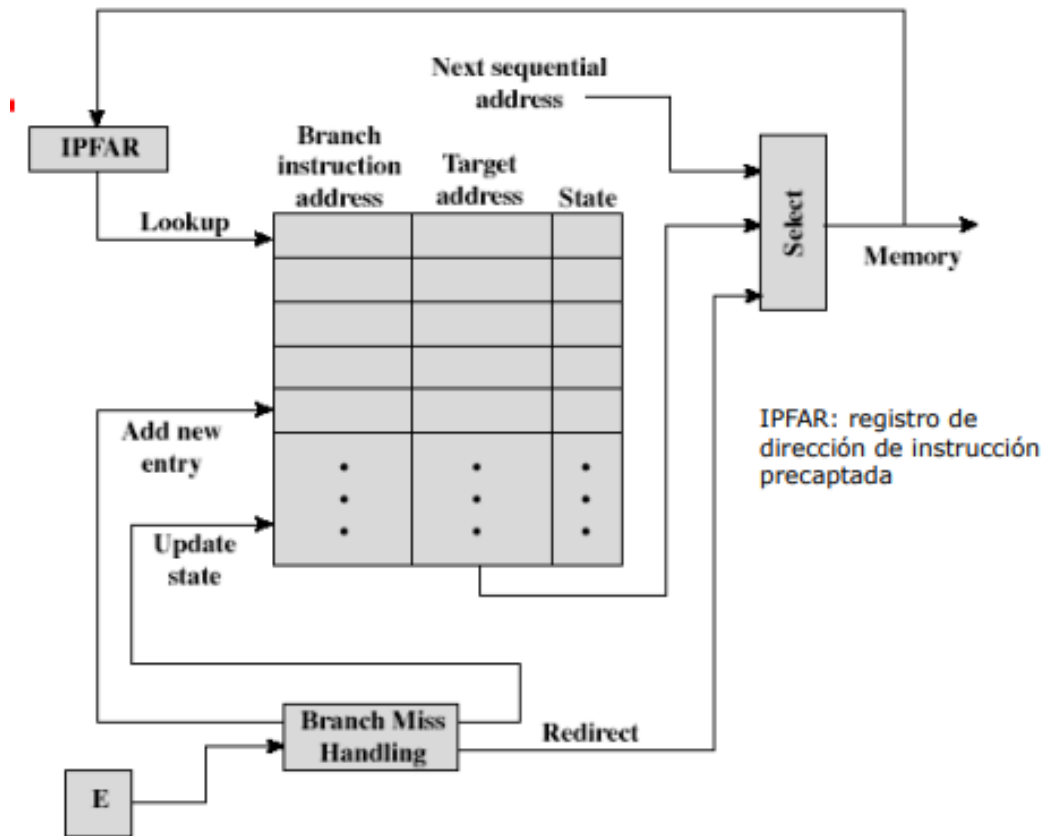 Next sequential
address
IPFAR
Branch
instruction
address
Target
address
State
Lookup
Select
Memory
Add new
entry
IPFAR: registro de
dirección de instrucción
precaptada
Update
state
Branch Miss
Handling
Redirect
E